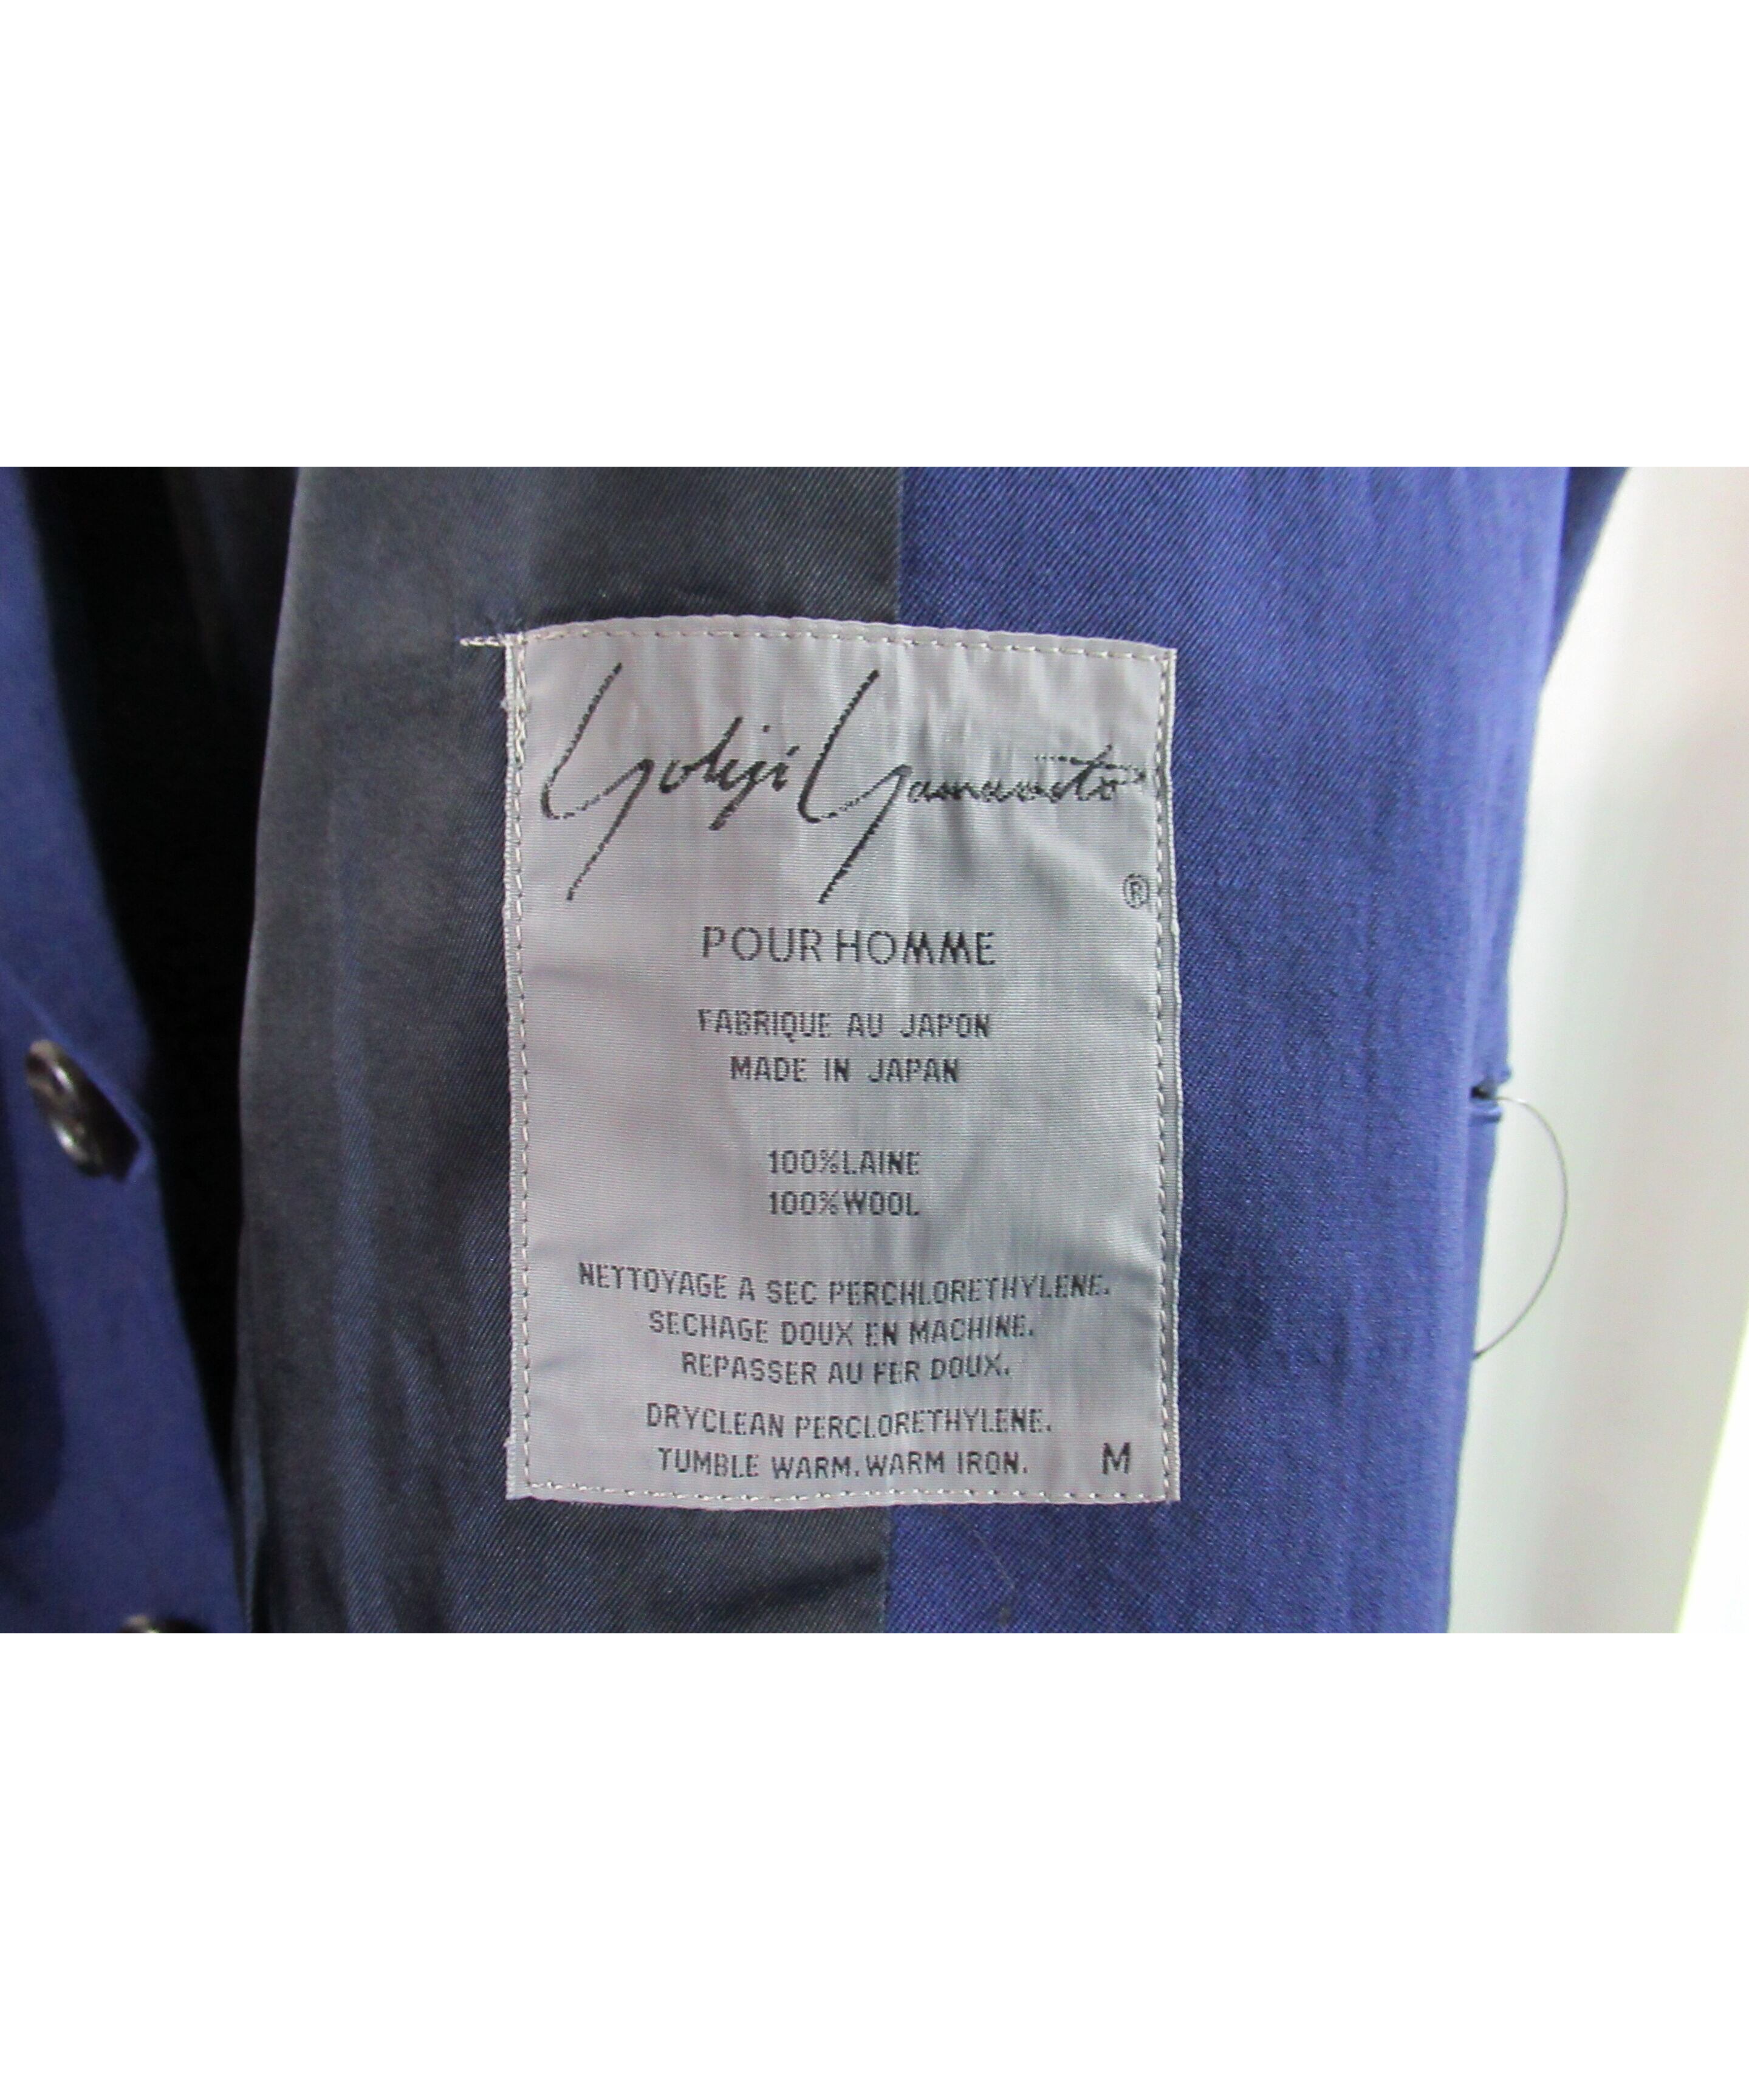 Yohji Yamamoto
®
POUR HOMME
FABRIQUE AU JAPON
MADE IN JAPAN
100%LAINE
100%WOOL
NETTOYAGE A SEC PERCHLORETHYLENE.
SECHAGE DOUX EN MACHINE.
REPASSER AU FER DOUX.
DRYCLEAN PERCLORETHYLENE.
TUMBLE WARM. WARM IRON. M